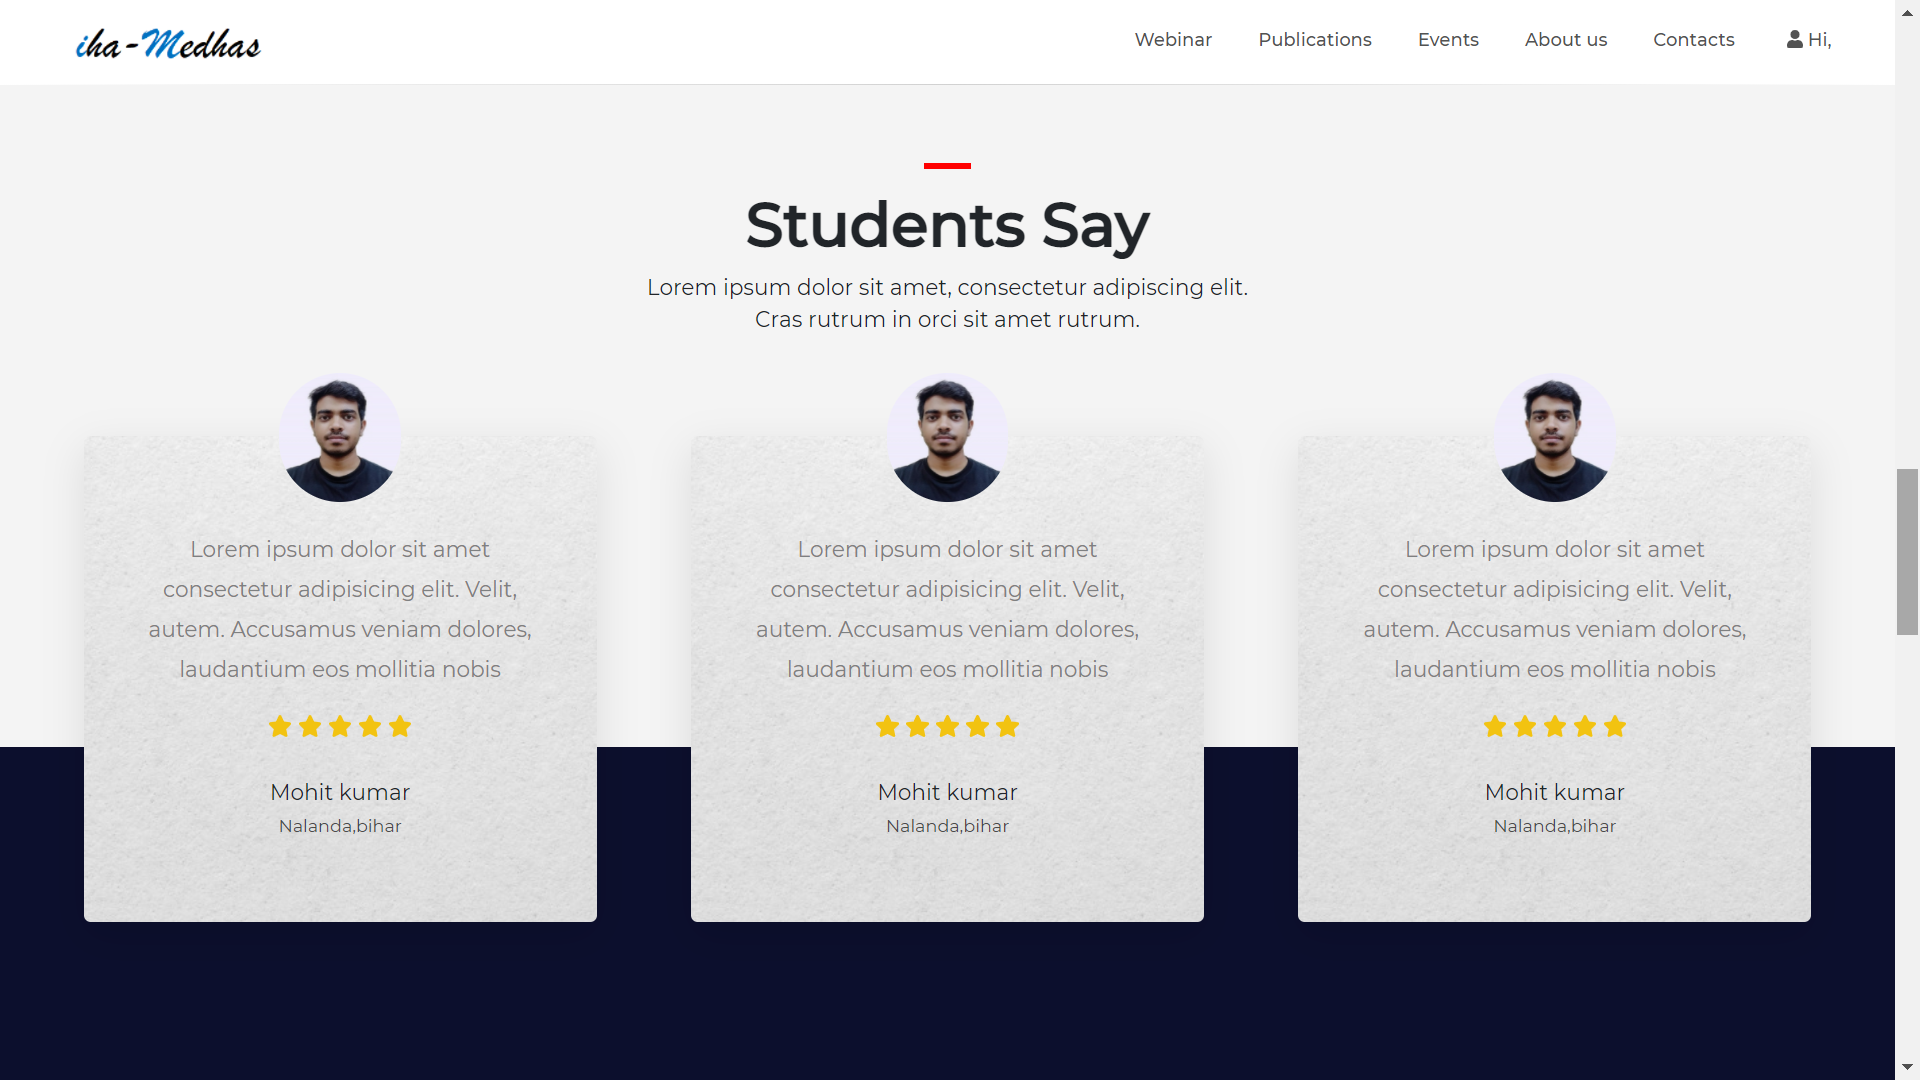 iha-Medhas
Webinar Publications Events About us Contacts Hi,
Students Say
Lorem ipsum dolor sit amet, consectetur adipiscing elit.
Cras rutrum in orci sit amet rutrum.
Lorem ipsum dolor sit amet
consectetur adipisicing elit. Velit,
autem. Accusamus veniam dolores,
laudantium eos mollitia nobis
Mohit kumar
Nalanda,bihar
Lorem ipsum dolor sit amet
consectetur adipisicing elit. Velit,
autem. Accusamus veniam dolores,
laudantium eos mollitia nobis
Mohit kumar
Nalanda,bihar
Lorem ipsum dolor sit amet
consectetur adipisicing elit. Velit,
autem. Accusamus veniam dolores,
laudantium eos mollitia nobis
Mohit kumar
Nalanda,bihar